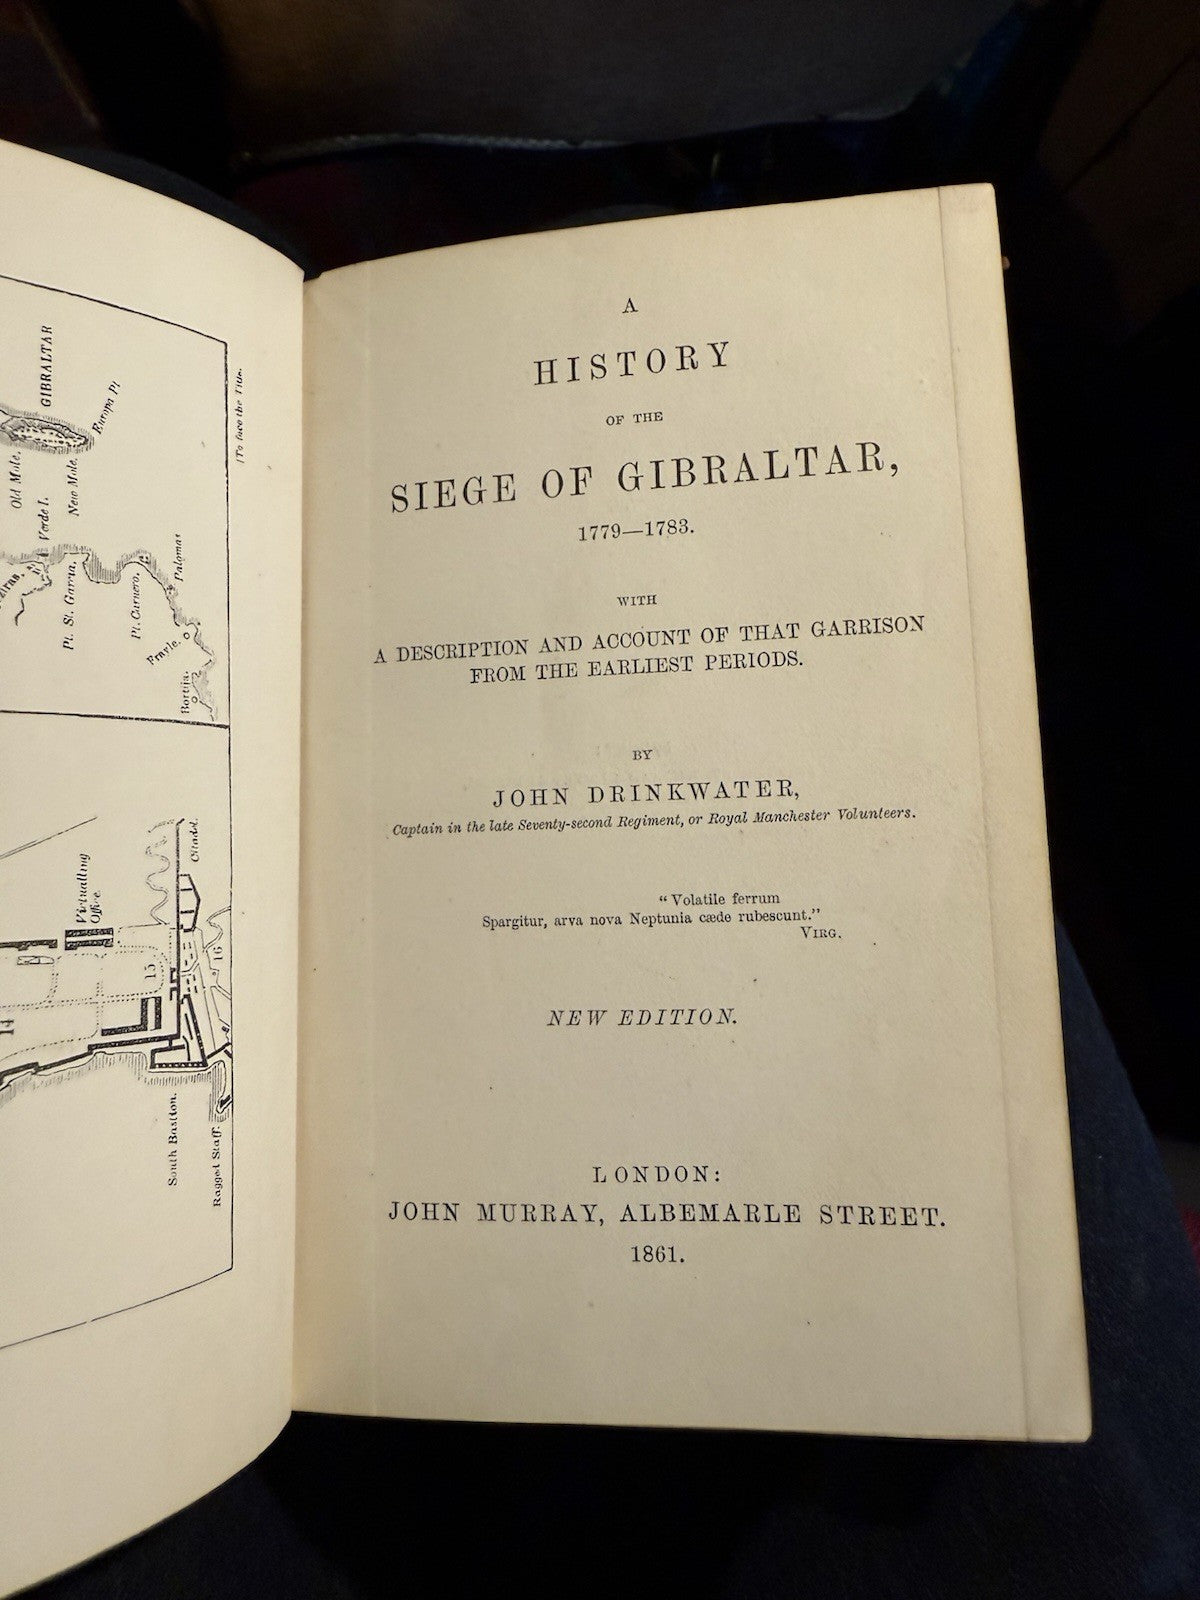 GIBRALTAR
Europa Pt
Old Mole.
New Mole.
Verde I.
Pt. St. Garcia.
Pt. Carnero.
Palomas
Frayle.
(To face the Title.
Victualling
Office.
Citadel.
15
16
14
South Bastion.
Ragged Staff.
A
HISTORY
OF THE
SIEGE OF GIBRALTAR,
1779—1783.
WITH
A DESCRIPTION AND ACCOUNT OF THAT GARRISON
FROM THE EARLIEST PERIODS.
BY
JOHN DRINKWATER,
Captain in the late Seventy-second Regiment, or Royal Manchester Volunteers.
“Volatile ferrum
Spargitur, arva nova Neptunia cæde rubescunt.”
VIRG.
NEW EDITION.
LONDON:
JOHN MURRAY, ALBEMARLE STREET.
1861.